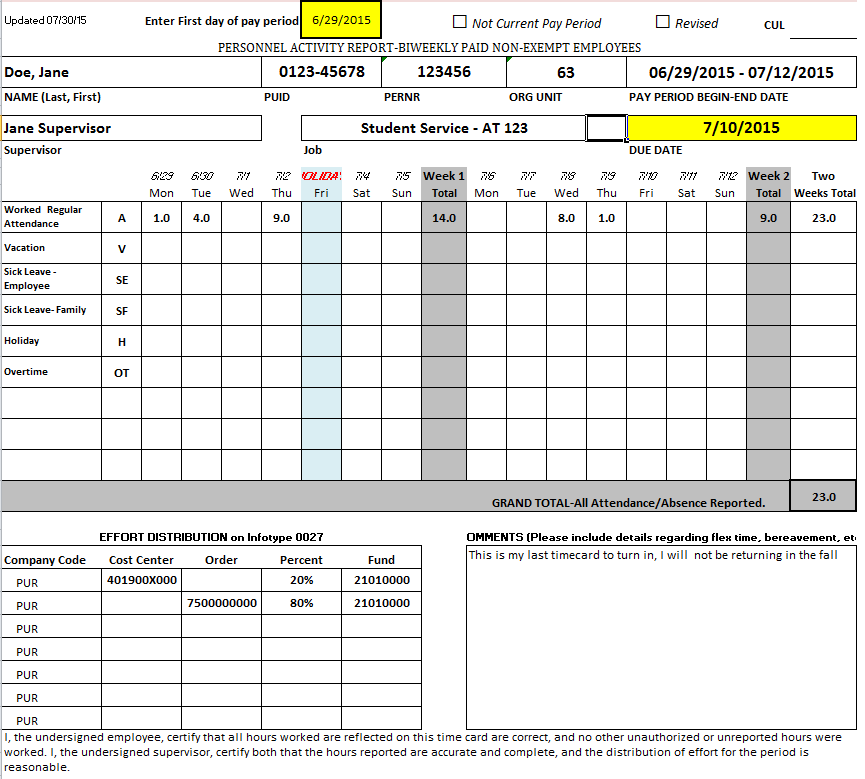 Updated 07/30/15 Enter First day of pay period 6/29/2015 Not Current Pay Period Revised CUL
PERSONNEL ACTIVITY REPORT-BIWEEKLY PAID NON-EXEMPT EMPLOYEES
Doe, Jane 0123-45678 123456 63 06/29/2015 - 07/12/2015
NAME (Last, First) PUID PERNR ORG UNIT PAY PERIOD BEGIN-END DATE
Jane Supervisor Student Service - AT 123 7/10/2015
Supervisor Job DUE DATE
6/29 6/30 7/1 7/2 OLIDA 7/4 7/5 Week 1 7/6 7/7 7/8 7/9 7/10 7/11 7/12 Week 2 Two
Mon Tue Wed Thu Fri Sat Sun Total Mon Tue Wed Thu Fri Sat Sun Total Weeks Total
Worked Regular
Attendance A 1.0 4.0 9.0 14.0 8.0 1.0 9.0 23.0
Vacation V
Sick Leave -
Employee SE
Sick Leave- Family SF
Holiday H
Overtime OT
GRAND TOTAL-All Attendance/Absence Reported. 23.0
EFFORT DISTRIBUTION on Infotype 0027 OMMENTS (Please include details regarding flex time, bereavement, etc
Company Code Cost Center Order Percent Fund This is my last timecard to turn in, I will not be returning in the fall
PUR 401900X000 20% 21010000
PUR 7500000000 80% 21010000
PUR
PUR
PUR
PUR
PUR
I, the undersigned employee, certify that all hours worked are reflected on this time card are correct, and no other unauthorized or unreported hours were
worked. I, the undersigned supervisor, certify both that the hours reported are accurate and complete, and the distribution of effort for the period is
reasonable.